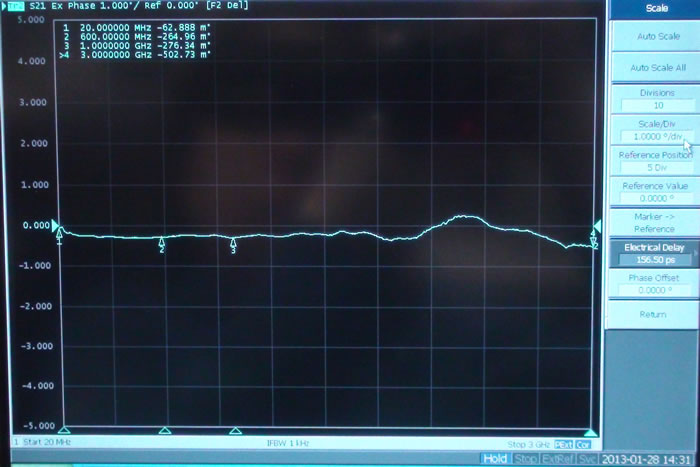 Tr1 S21 Ex Phase 1.000°/ Ref 0.000° [F2 Del]
5.000
4.000
3.000
2.000
1.000
0.000
-1.000
-2.000
-3.000
-4.000
-5.000
1 20.000000 MHz -62.888 m°
2 600.00000 MHz -264.96 m°
3 1.0000000 GHz -276.34 m°
>4 3.0000000 GHz -502.73 m°
1
2
3
1 Start 20 MHz
IFBW 1 kHz
Stop 3 GHz PExt Cor
Hold Stop ExtRef Svc 2013-01-28 14:31
Scale
Auto Scale
Auto Scale All
Divisions
10
Scale/Div
1.0000 °/div
Reference Position
5 Div
Reference Value
0.0000 °
Marker ->
Reference
Electrical Delay
156.50 ps
Phase Offset
0.0000 °
Return